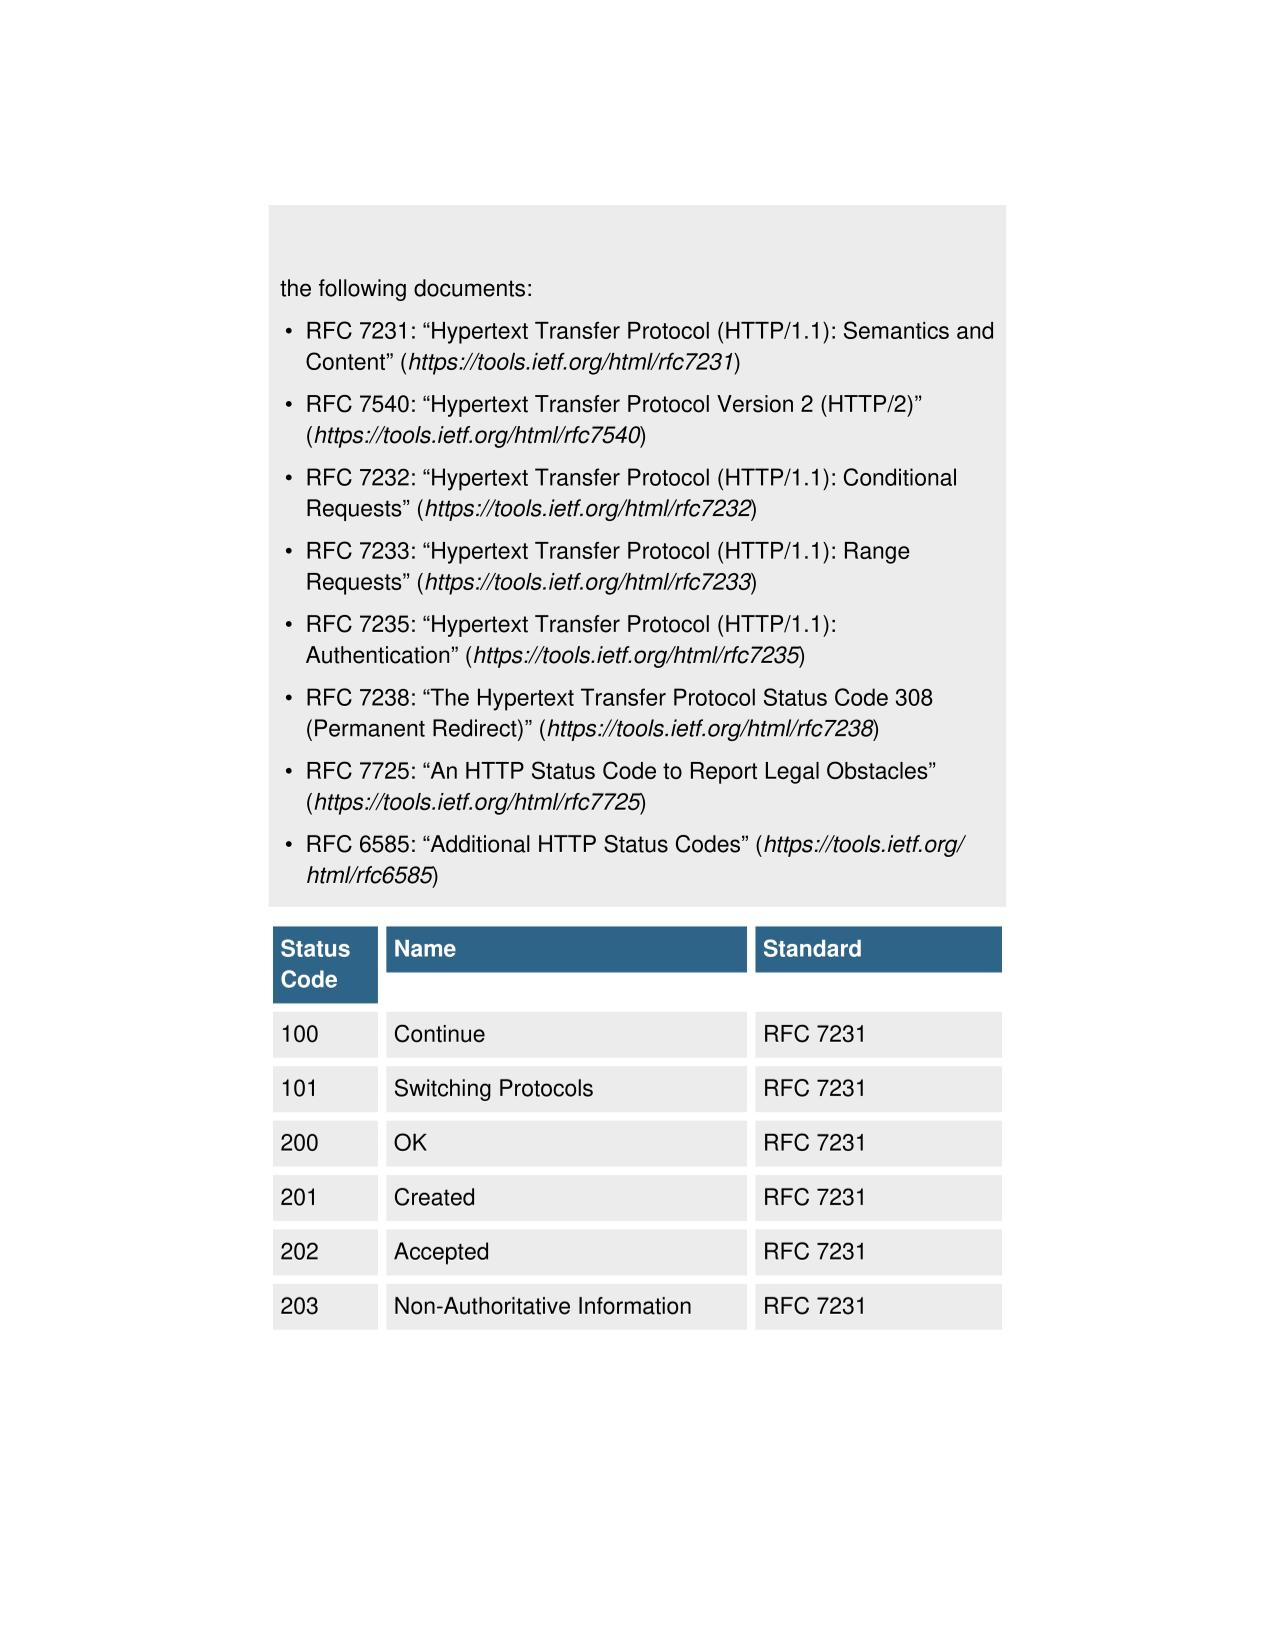 the following documents:
• RFC 7231: “Hypertext Transfer Protocol (HTTP/1.1): Semantics and
Content” (https://tools.ietf.org/html/rfc7231)
• RFC 7540: “Hypertext Transfer Protocol Version 2 (HTTP/2)”
(https://tools.ietf.org/html/rfc7540)
• RFC 7232: “Hypertext Transfer Protocol (HTTP/1.1): Conditional
Requests” (https://tools.ietf.org/html/rfc7232)
• RFC 7233: “Hypertext Transfer Protocol (HTTP/1.1): Range
Requests” (https://tools.ietf.org/html/rfc7233)
• RFC 7235: “Hypertext Transfer Protocol (HTTP/1.1):
Authentication” (https://tools.ietf.org/html/rfc7235)
• RFC 7238: “The Hypertext Transfer Protocol Status Code 308
(Permanent Redirect)” (https://tools.ietf.org/html/rfc7238)
• RFC 7725: “An HTTP Status Code to Report Legal Obstacles”
(https://tools.ietf.org/html/rfc7725)
• RFC 6585: “Additional HTTP Status Codes” (https://tools.ietf.org/
html/rfc6585)
Status Name Standard
Code
100 Continue RFC 7231
101 Switching Protocols RFC 7231
200 OK RFC 7231
201 Created RFC 7231
202 Accepted RFC 7231
203 Non-Authoritative Information RFC 7231